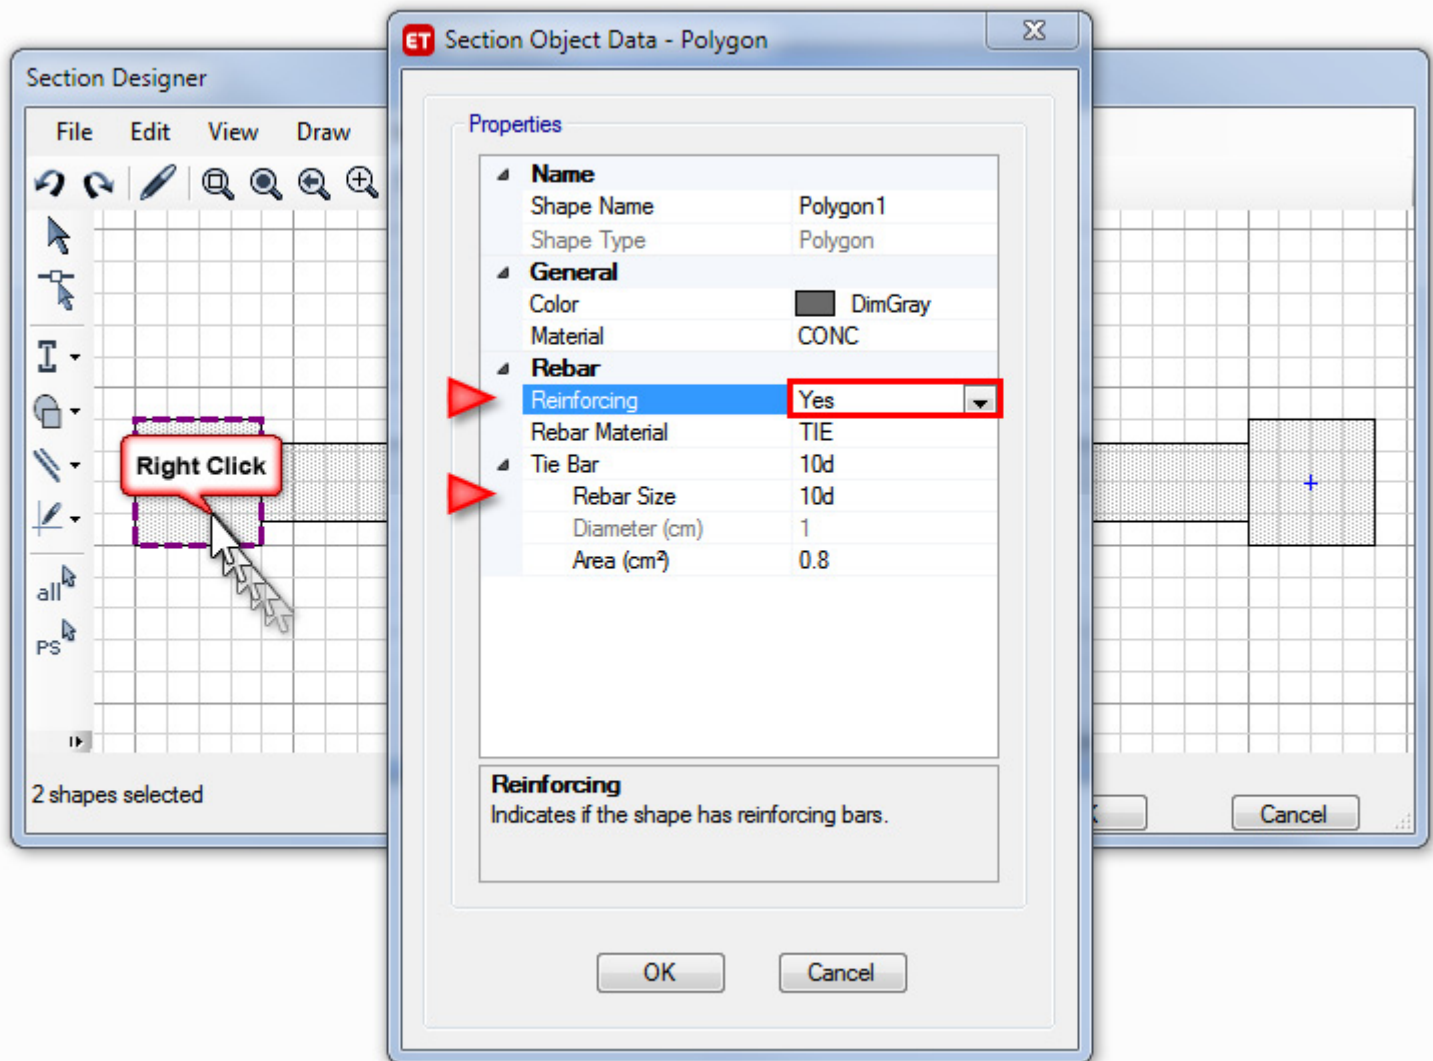 ET Section Object Data - Polygon
Section Designer
File Edit View Draw
Properties
Name
Shape Name Polygon1
Shape Type Polygon
General
Color DimGray
Material CONC
Rebar
Reinforcing Yes
Rebar Material TIE
Tie Bar 10d
Rebar Size 10d
Diameter (cm) 1
Area (cm²) 0.8
Right Click
all
PS
Reinforcing
Indicates if the shape has reinforcing bars.
2 shapes selected
Cancel
OK Cancel